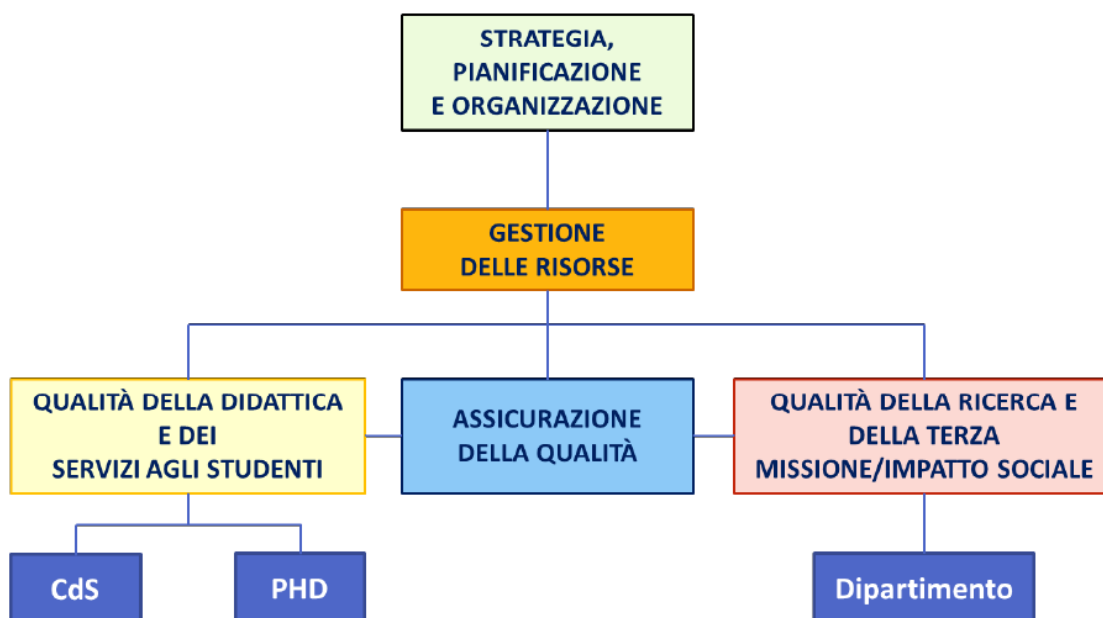 STRATEGIA,
PIANIFICAZIONE
E ORGANIZZAZIONE
GESTIONE
DELLE RISORSE
QUALITÀ DELLA DIDATTICA
E DEI
SERVIZI AGLI STUDENTI
ASSICURAZIONE
DELLA QUALITÀ
QUALITÀ DELLA RICERCA E
DELLA TERZA
MISSIONE/IMPATTO SOCIALE
CdS
PHD
Dipartimento